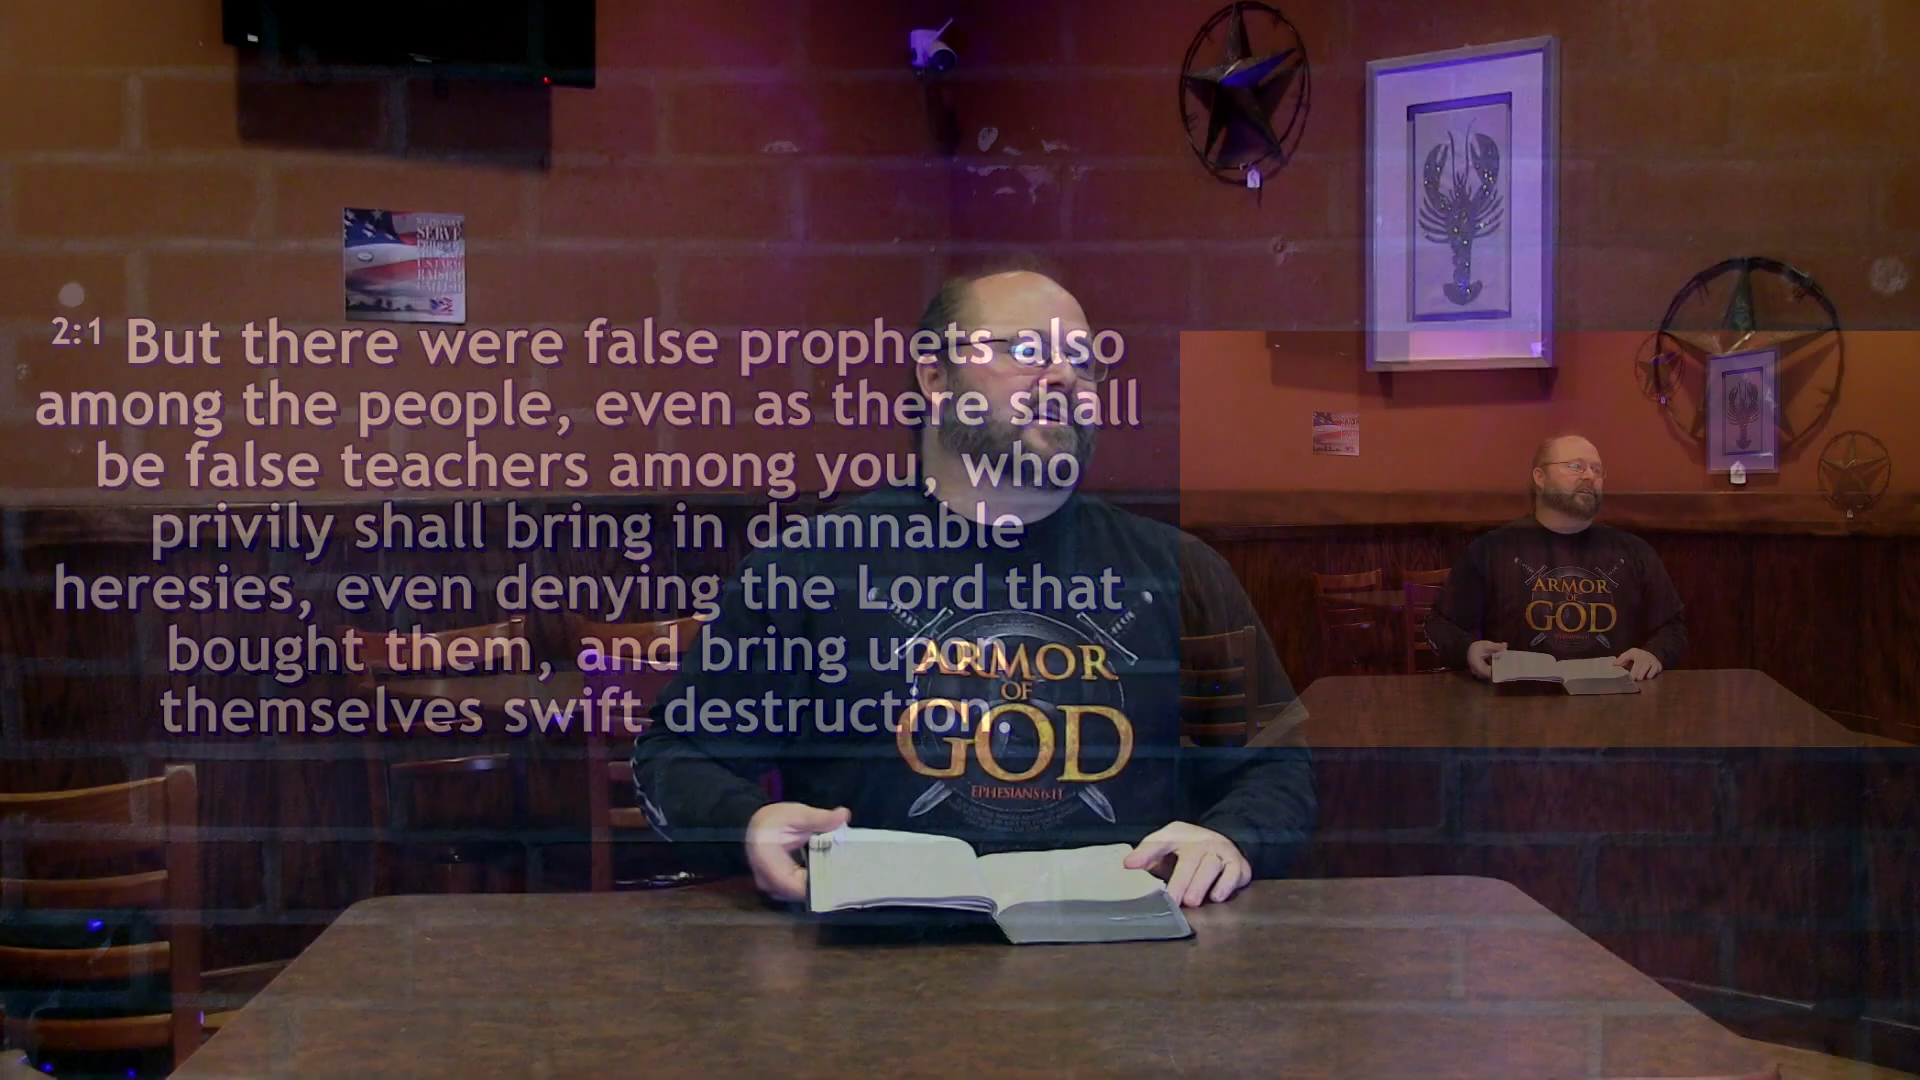 SERVE
2:1 But there were false prophets also
among the people, even as there shall
be false teachers among you, who
privily shall bring in damnable
heresies, even denying the Lord that
bought them, and bring upon
themselves swift destruction.
ARMOR
OF
GOD
EPHESIANS 6:11
ARMOR
OF
GOD